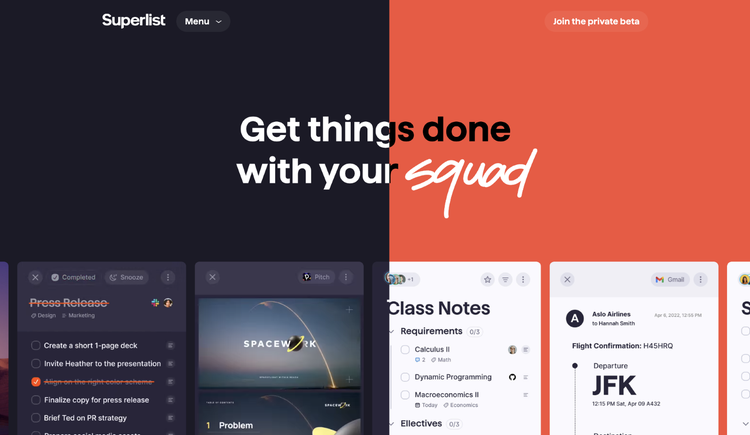 Superlist
Menu
Join the private beta
Get things done
with your squad
Completed
Snooze
Press Release
Design
Marketing
Create a short 1-page deck
Invite Heather to the presentation
Align on the right color scheme
Finalize copy for press release
Brief Ted on PR strategy
Pitch
SPACEWORK
1 Problem
+1
Class Notes
Requirements 0/3
Calculus II
2 Math
Dynamic Programming
Macroeconomics II
Today Economics
Ellectives 0/3
Gmail
A
Aslo Airlines
to Hannah Smith
Apr 6, 2022, 12:05 PM
Flight Confirmation: H45HRQ
Departure
JFK
12:15 PM Sat, Apr 09 A432